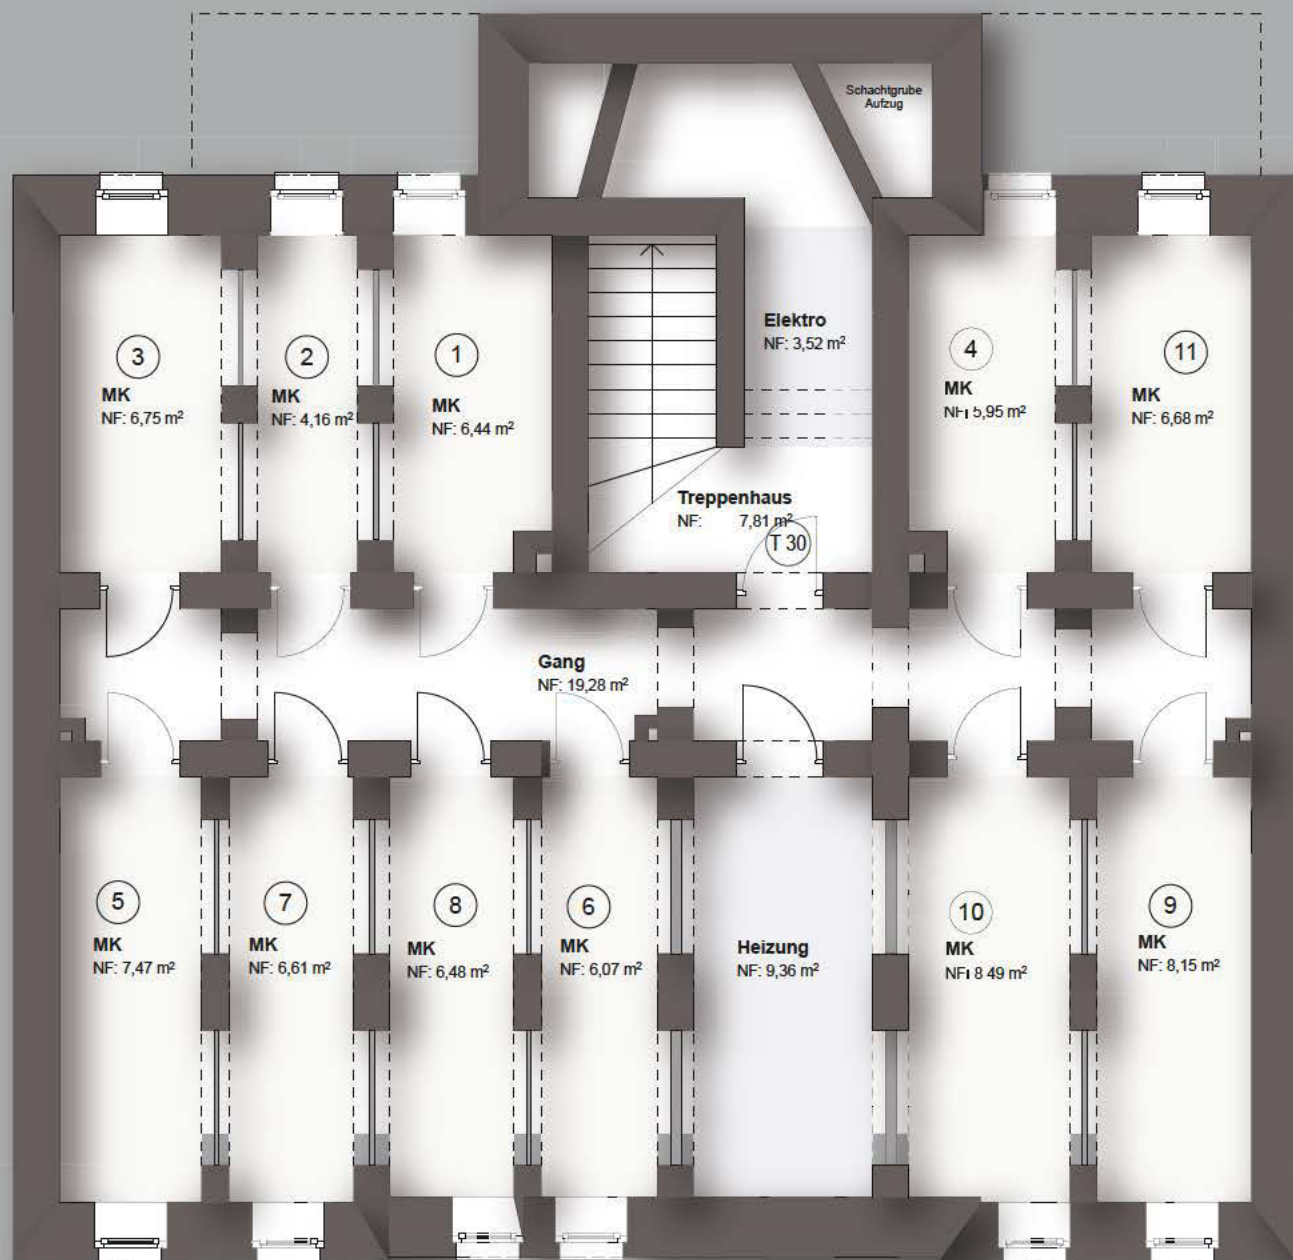 Schachtgrube
Aufzug
3
MK
NF: 6,75 m²
2
MK
NF: 4,16 m²
1
MK
NF: 6,44 m²
Elektro
NF: 3,52 m²
4
MK
NF: 5,95 m²
11
MK
NF: 6,68 m²
Treppenhaus
NF: 7,81 m²
T 30
Gang
NF: 19,28 m²
5
MK
NF: 7,47 m²
7
MK
NF: 6,61 m²
8
MK
NF: 6,48 m²
6
MK
NF: 6,07 m²
Heizung
NF: 9,36 m²
10
MK
NF: 8 49 m²
9
MK
NF: 8,15 m²